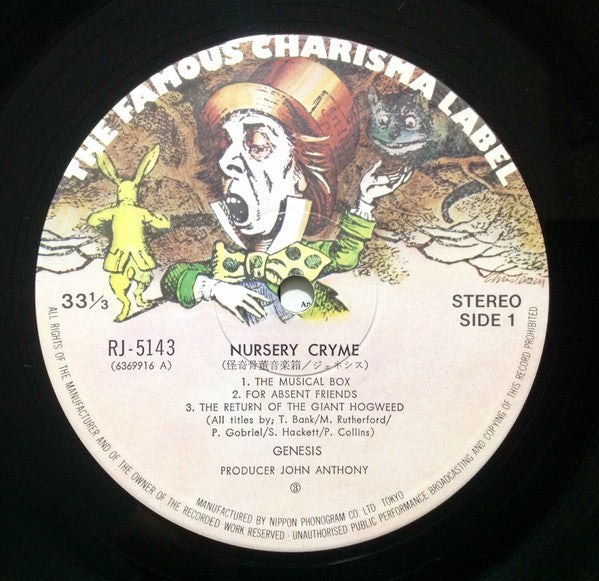 THE FAMOUS CHARISMA LABEL
33⅓
STEREO
SIDE 1
RJ-5143
(6369916 A)
NURSERY CRYME
(怪奇骨董音楽箱/ジェネシス)
1. THE MUSICAL BOX
2. FOR ABSENT FRIENDS
3. THE RETURN OF THE GIANT HOGWEED
(All titles by; T. Bank/M. Rutherford/
P. Gobriel/S. Hackett/P. Collins)
GENESIS
PRODUCER JOHN ANTHONY
③
MANUFACTURED BY NIPPON PHONOGRAM CO. LTD. TOKYO
ALL RIGHTS OF THE MANUFACTURER AND OF THE OWNER OF THE RECORDED WORK RESERVED · UNAUTHORISED PUBLIC PERFORMANCE BROADCASTING AND COPYING OF THIS RECORD PROHIBITED